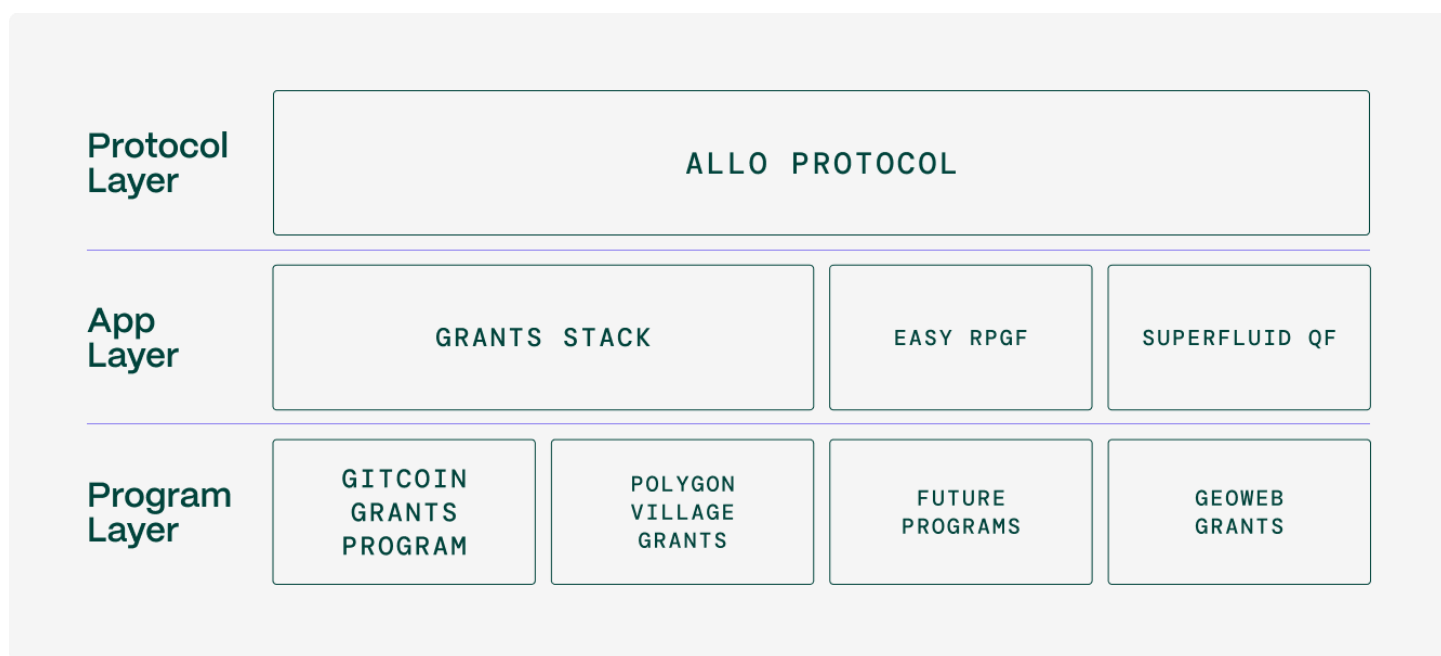 Protocol
Layer
ALLO PROTOCOL
App
Layer
GRANTS STACK
EASY RPGF
SUPERFLUID QF
Program
Layer
GITCOIN
GRANTS
PROGRAM
POLYGON
VILLAGE
GRANTS
FUTURE
PROGRAMS
GEOWEB
GRANTS